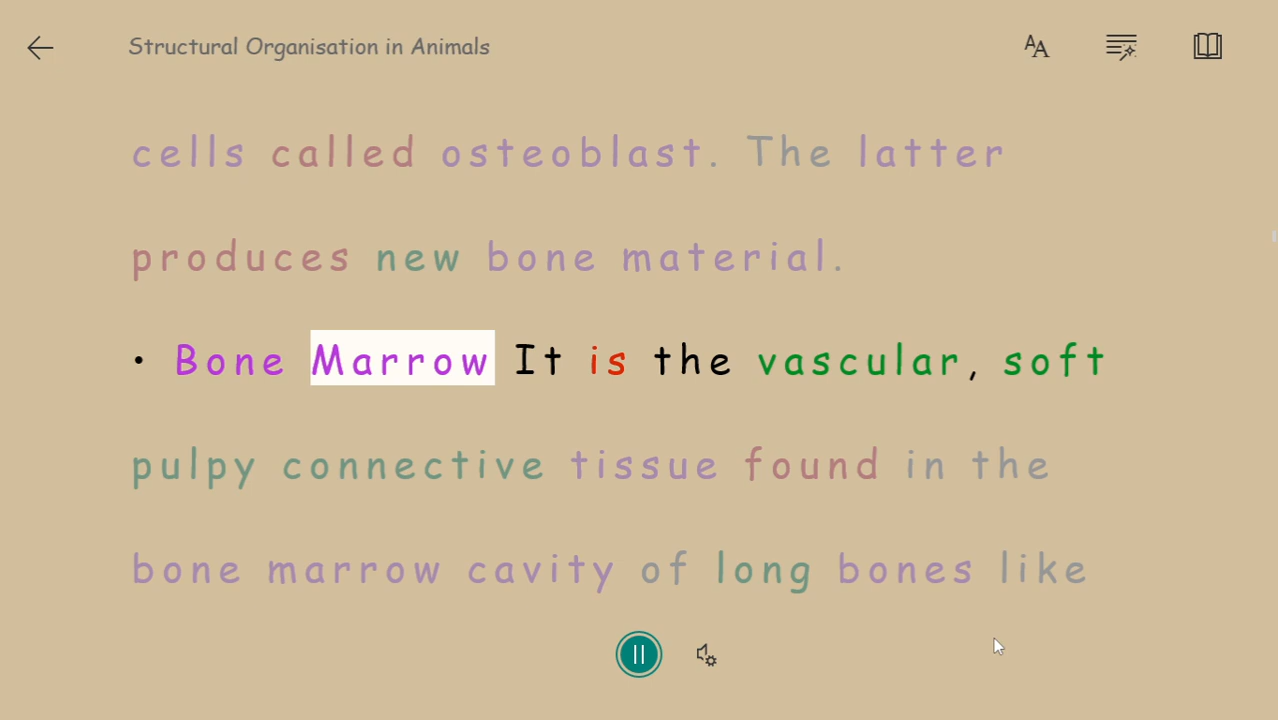 Structural Organisation in Animals
cells called osteoblast. The latter
produces new bone material.
• Bone Marrow It is the vascular, soft
pulpy connective tissue found in the
bone marrow cavity of long bones like